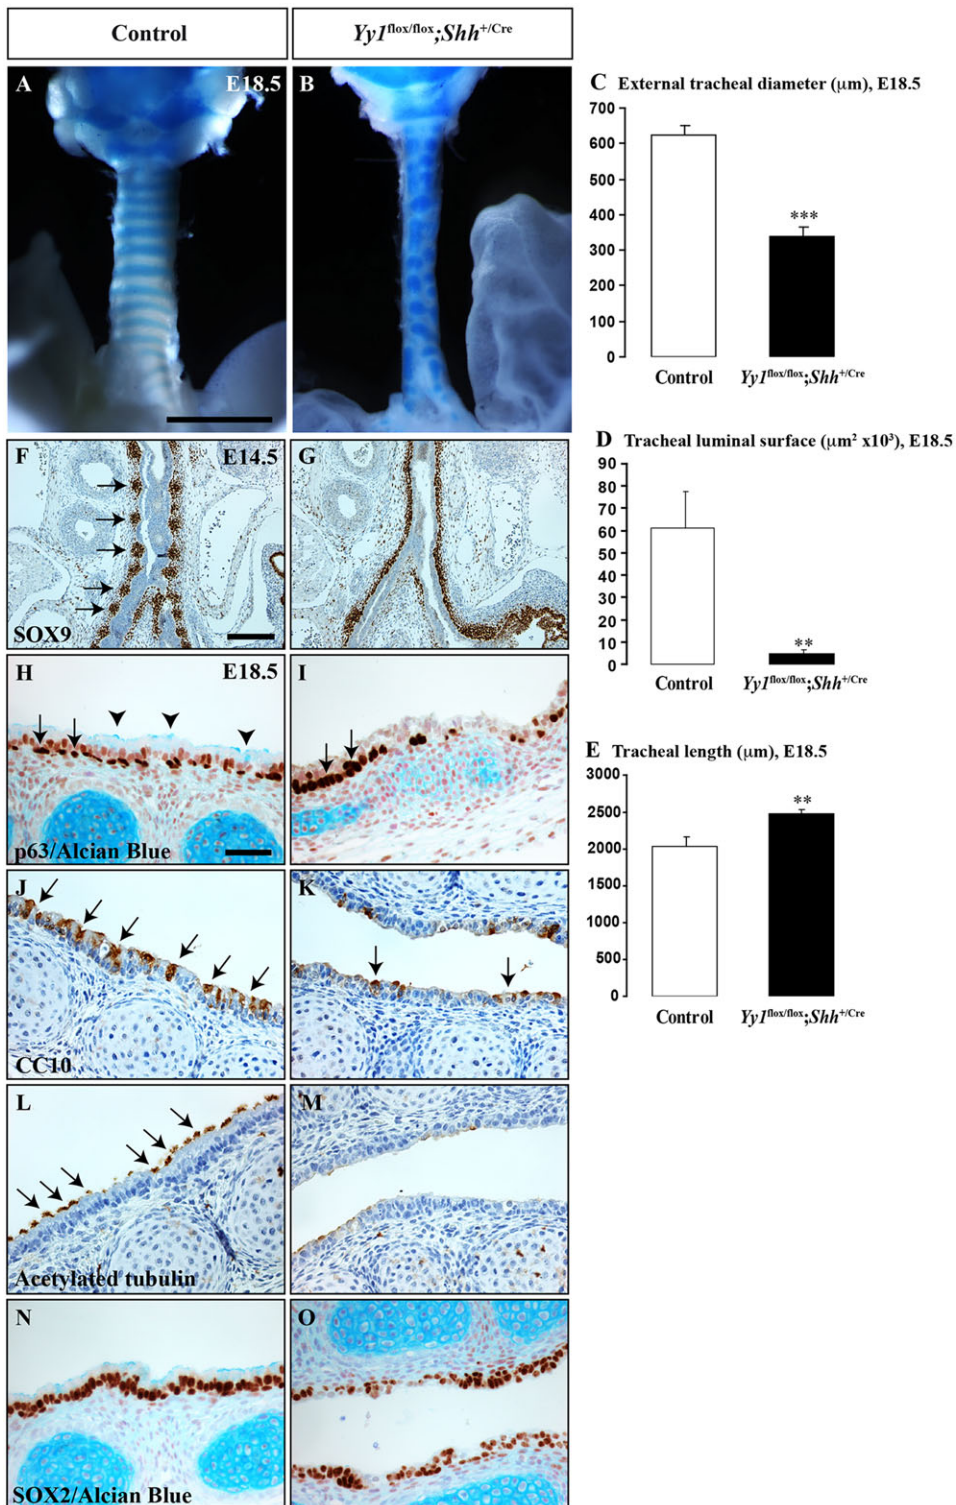 Control
Yy1flox/flox;Shh+/Cre
A
E18.5
B
C External tracheal diameter (μm), E18.5
700
600
500
400
300
200
100
0
***
Control
Yy1flox/flox;Shh+/Cre
D Tracheal luminal surface (μm² x10³), E18.5
90
80
70
60
50
40
30
20
10
0
**
Control
Yy1flox/flox;Shh+/Cre
E Tracheal length (μm), E18.5
3000
2500
2000
1500
1000
500
0
**
Control
Yy1flox/flox;Shh+/Cre
F
E14.5
SOX9
G
H
E18.5
p63/Alcian Blue
I
J
CC10
K
L
Acetylated tubulin
M
N
SOX2/Alcian Blue
O